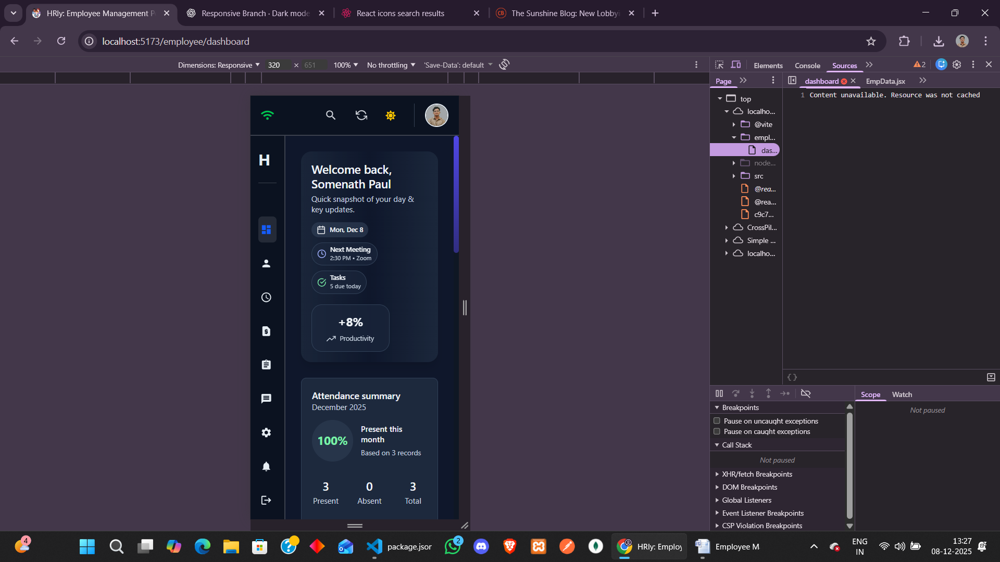 HRly: Employee Management P
Responsive Branch · Dark mode
React icons search results
The Sunshine Blog: New Lobbyi
localhost:5173/employee/dashboard
Dimensions: Responsive
320 × 651
100%
No throttling
'Save-Data': default
Elements
Console
Sources
2
Page
dashboard
EmpData.jsx
1 Content unavailable. Resource was not cached
top
localho...
@vite
empl...
das...
node...
src
@rea...
@rea...
c9c7...
CrossPil...
Simple ...
localho...
H
Welcome back,
Somenath Paul
Quick snapshot of your day &
key updates.
Mon, Dec 8
Next Meeting
2:30 PM • Zoom
Tasks
5 due today
+8%
Productivity
Attendance summary
December 2025
100%
Present this
month
Based on 3 records
3
Present
0
Absent
3
Total
{}
Scope
Watch
Not paused
Breakpoints
Pause on uncaught exceptions
Pause on caught exceptions
Call Stack
Not paused
XHR/fetch Breakpoints
DOM Breakpoints
Global Listeners
Event Listener Breakpoints
CSP Violation Breakpoints
4
package.jsor
2
HRly: Employ
Employee M
ENG
IN
13:27
08-12-2025